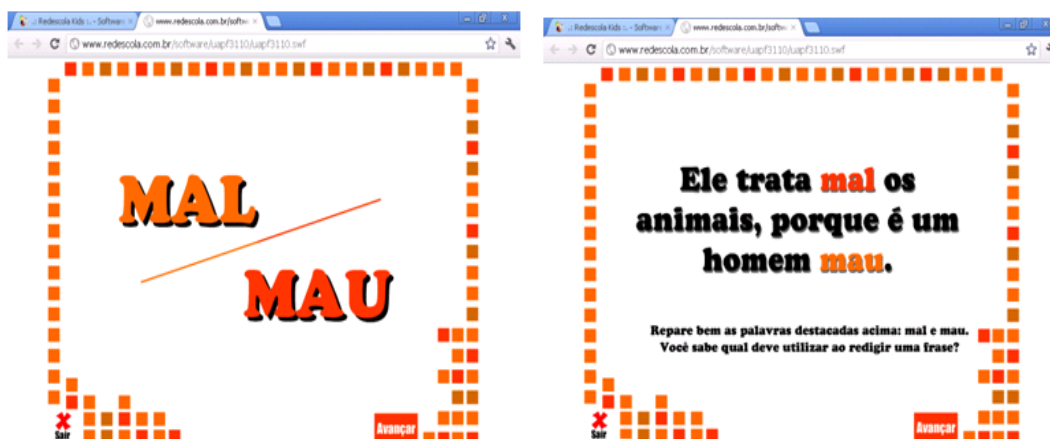 .: Redescola Kids :. - Software
www.redescola.com.br/softw
www.redescola.com.br/software/uapf3110/uapf3110.swf
MAL
MAU
Sair
Avançar
.: Redescola Kids :. - Software
www.redescola.com.br/softw
www.redescola.com.br/software/uapf3110/uapf3110.swf
Ele trata mal os
animais, porque é um
homem mau.
Repare bem as palavras destacadas acima: mal e mau.
Você sabe qual deve utilizar ao redigir uma frase?
Sair
Avançar